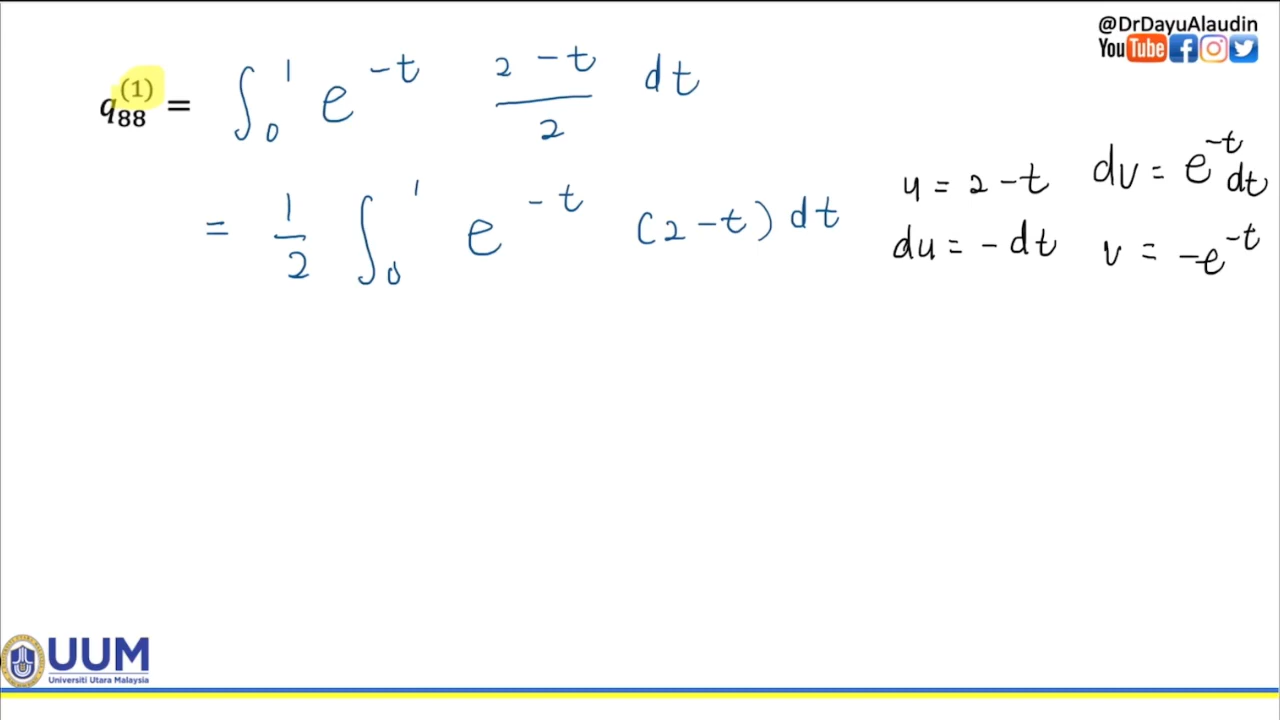 @DrDayuAlaudin
YouTube
q₈₈⁽¹⁾ = ∫₀¹ e^{-t} (2-t)/2 dt
= 1/2 ∫₀¹ e^{-t} (2-t) dt
u = 2-t dv = e^{-t} dt
du = -dt v = -e^{-t}
UUM
Universiti Utara Malaysia